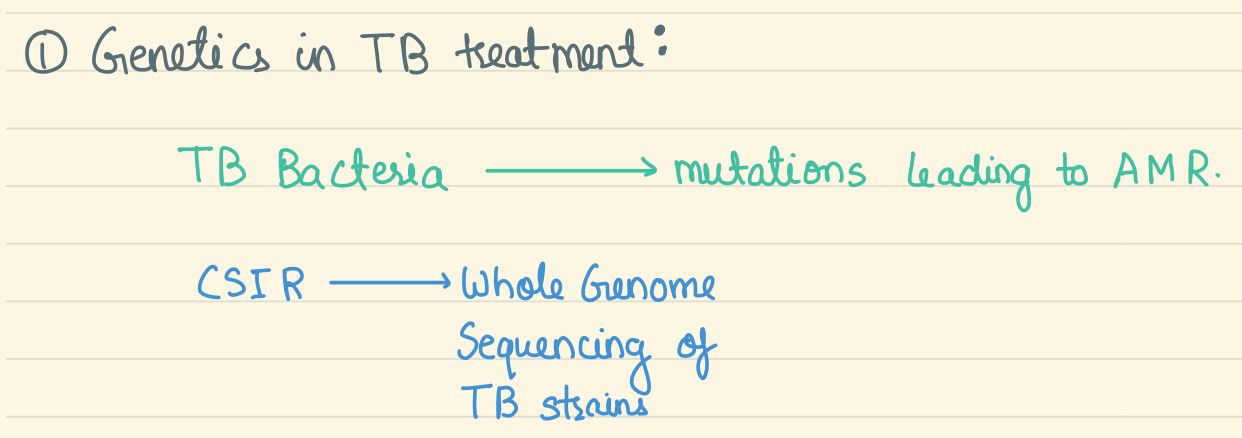 ① Genetics in TB treatment:
TB Bacteria → mutations leading to AMR.
CSIR → Whole Genome
Sequencing of
TB strains